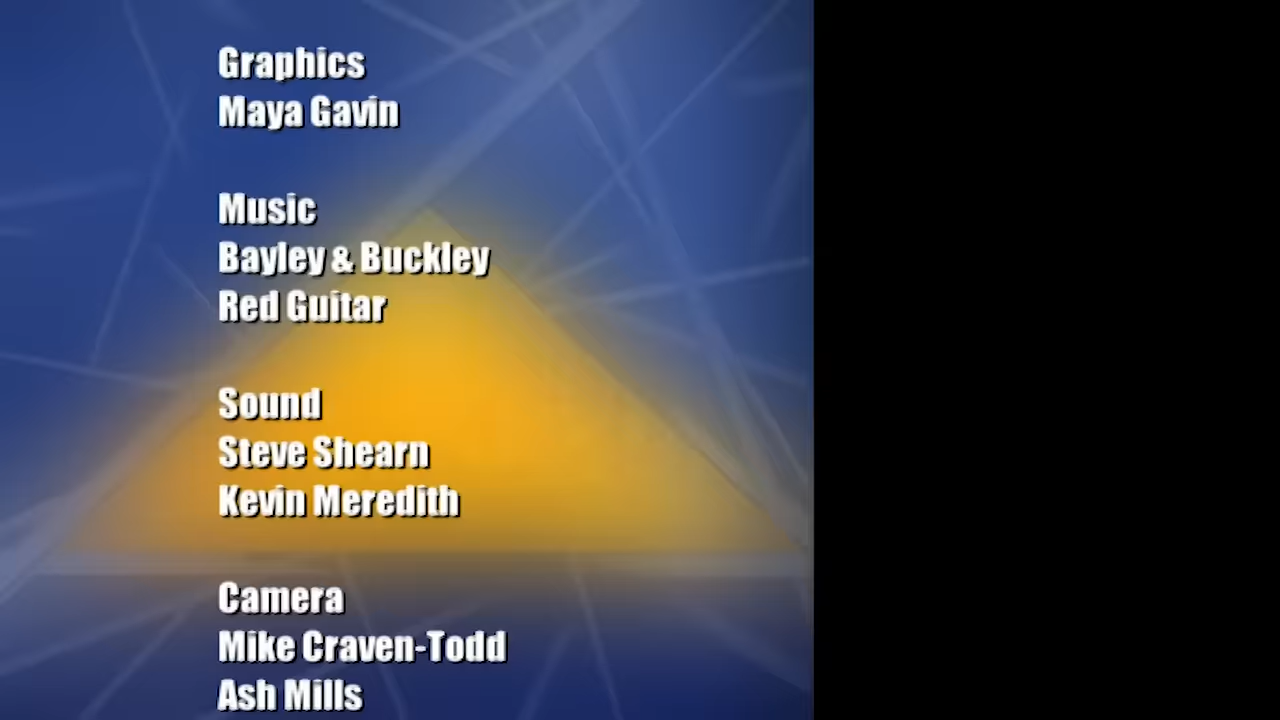 Graphics
Maya Gavin
Music
Bayley & Buckley
Red Guitar
Sound
Steve Shearn
Kevin Meredith
Camera
Mike Craven-Todd
Ash Mills